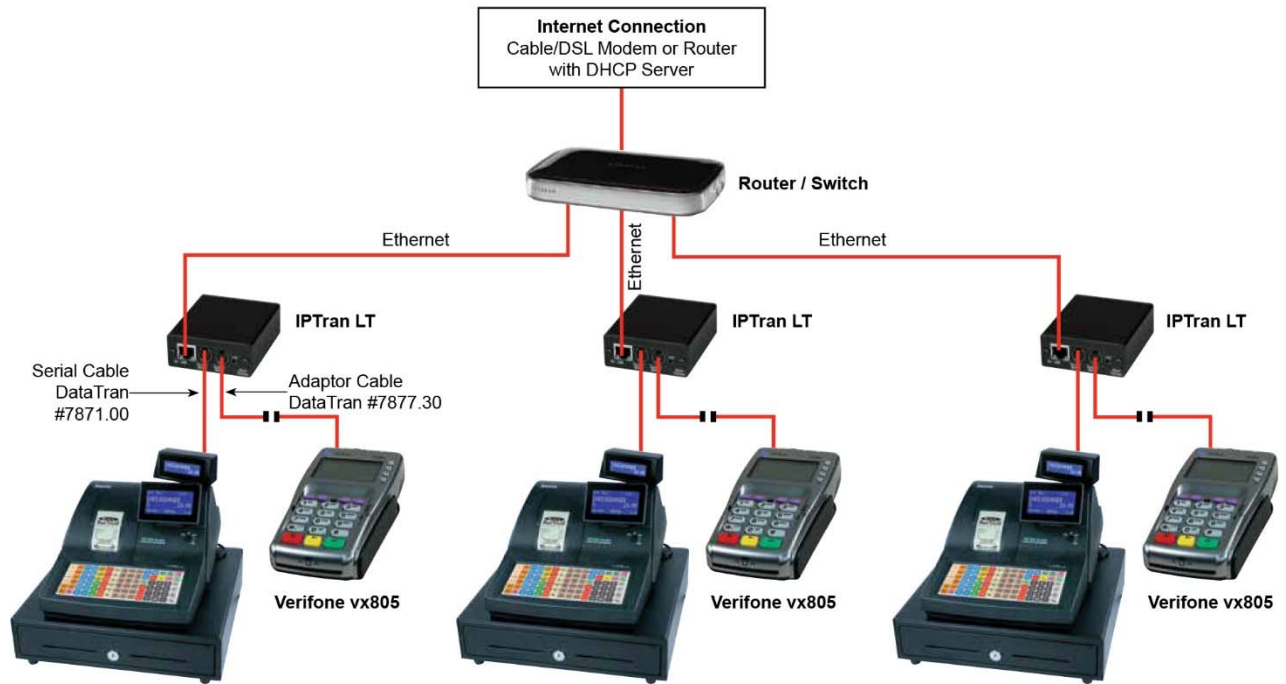 Internet Connection
Cable/DSL Modem or Router
with DHCP Server
Router / Switch
Ethernet
Ethernet
Ethernet
IPTran LT
IPTran LT
IPTran LT
Serial Cable
DataTran
#7871.00
Adaptor Cable
DataTran #7877.30
Verifone vx805
Verifone vx805
Verifone vx805